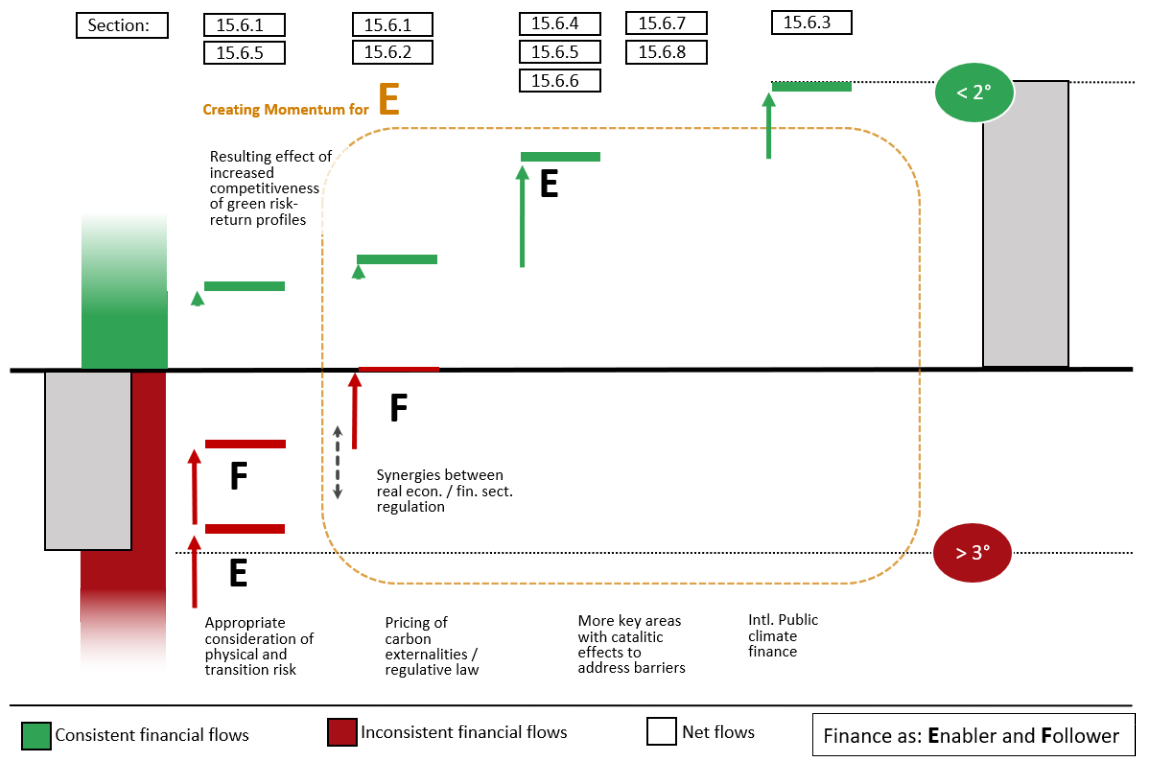 Section:
15.6.1
15.6.5
15.6.1
15.6.2
15.6.4
15.6.5
15.6.6
15.6.7
15.6.8
15.6.3
Creating Momentum for E
< 2°
Resulting effect of
increased
competitiveness
of green risk-
return profiles
E
F
F
E
Synergies between
real econ. / fin. sect.
regulation
> 3°
Appropriate
consideration of
physical and
transition risk
Pricing of
carbon
externalities /
regulative law
More key areas
with catalitic
effects to
address barriers
Intl. Public
climate
finance
Consistent financial flows
Inconsistent financial flows
Net flows
Finance as: Enabler and Follower